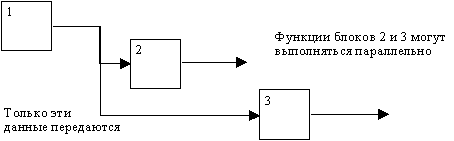 1
2
Функции блоков 2 и 3 могут
выполняться параллельно
3
Только эти
данные передаются